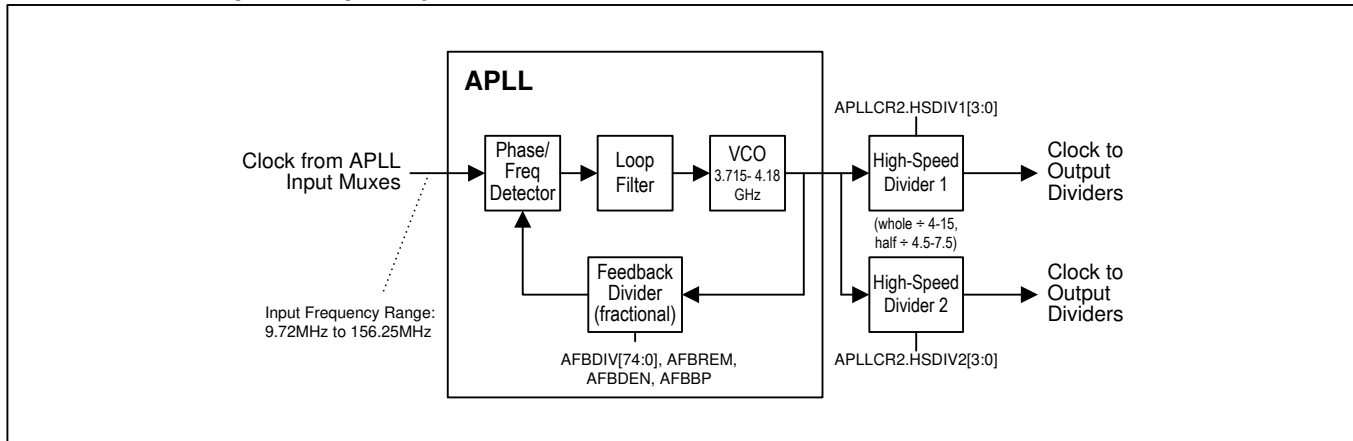 APLL
APLLCR2.HSDIV1[3:0]
Clock from APLL
Input Muxes
Phase/
Freq
Detector
Loop
Filter
VCO
3.715- 4.18
GHz
High-Speed
Divider 1
Clock to
Output
Dividers
(whole ÷ 4-15,
half ÷ 4.5-7.5)
Feedback
Divider
(fractional)
High-Speed
Divider 2
Clock to
Output
Dividers
Input Frequency Range:
9.72MHz to 156.25MHz
AFBDIV[74:0], AFBREM,
AFBDEN, AFBBP
APLLCR2.HSDIV2[3:0]